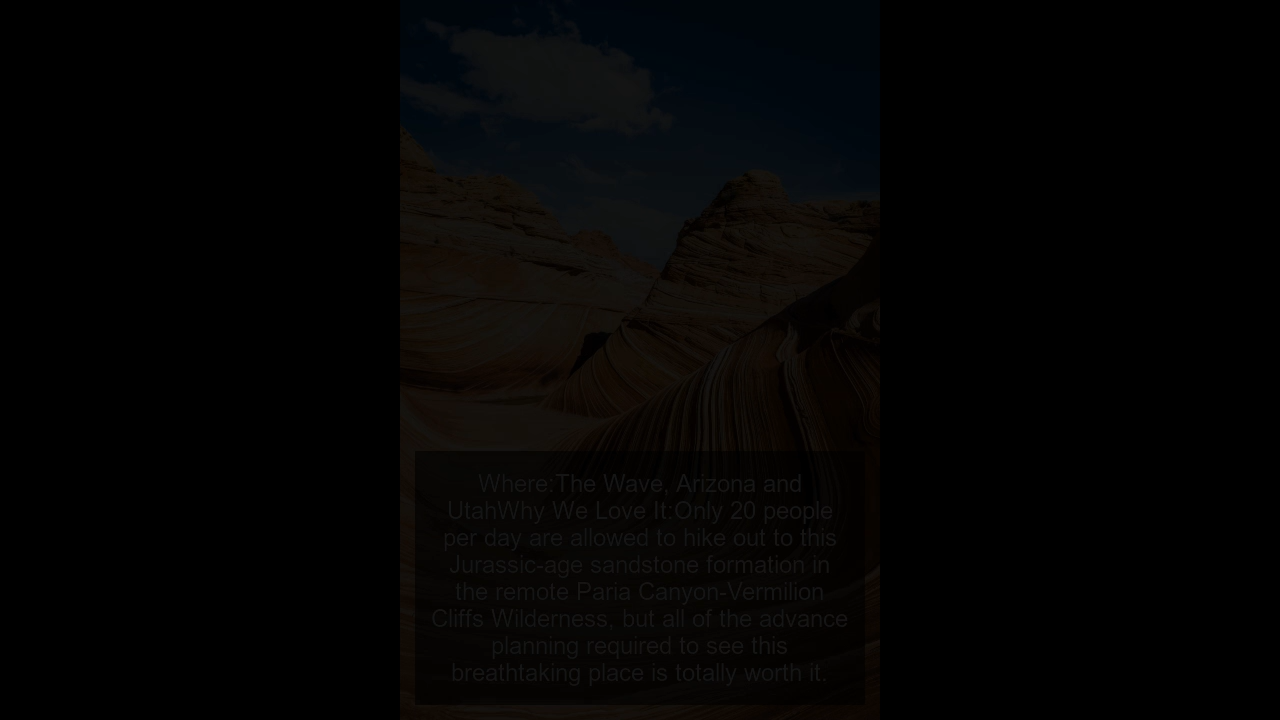 Where:The Wave, Arizona and
UtahWhy We Love It:Only 20 people
per day are allowed to hike out to this
Jurassic-age sandstone formation in
the remote Paria Canyon-Vermilion
Cliffs Wilderness, but all of the advance
planning required to see this
breathtaking place is totally worth it.